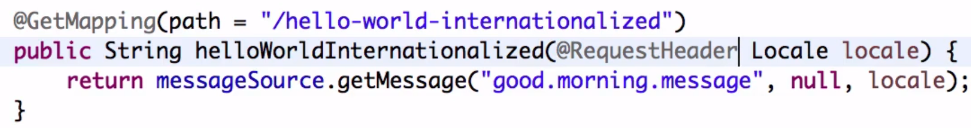 @GetMapping(path = "/hello-world-internationalized")
public String helloWorldInternationalized(@RequestHeader Locale locale) {
    return messageSource.getMessage("good.morning.message", null, locale);
}